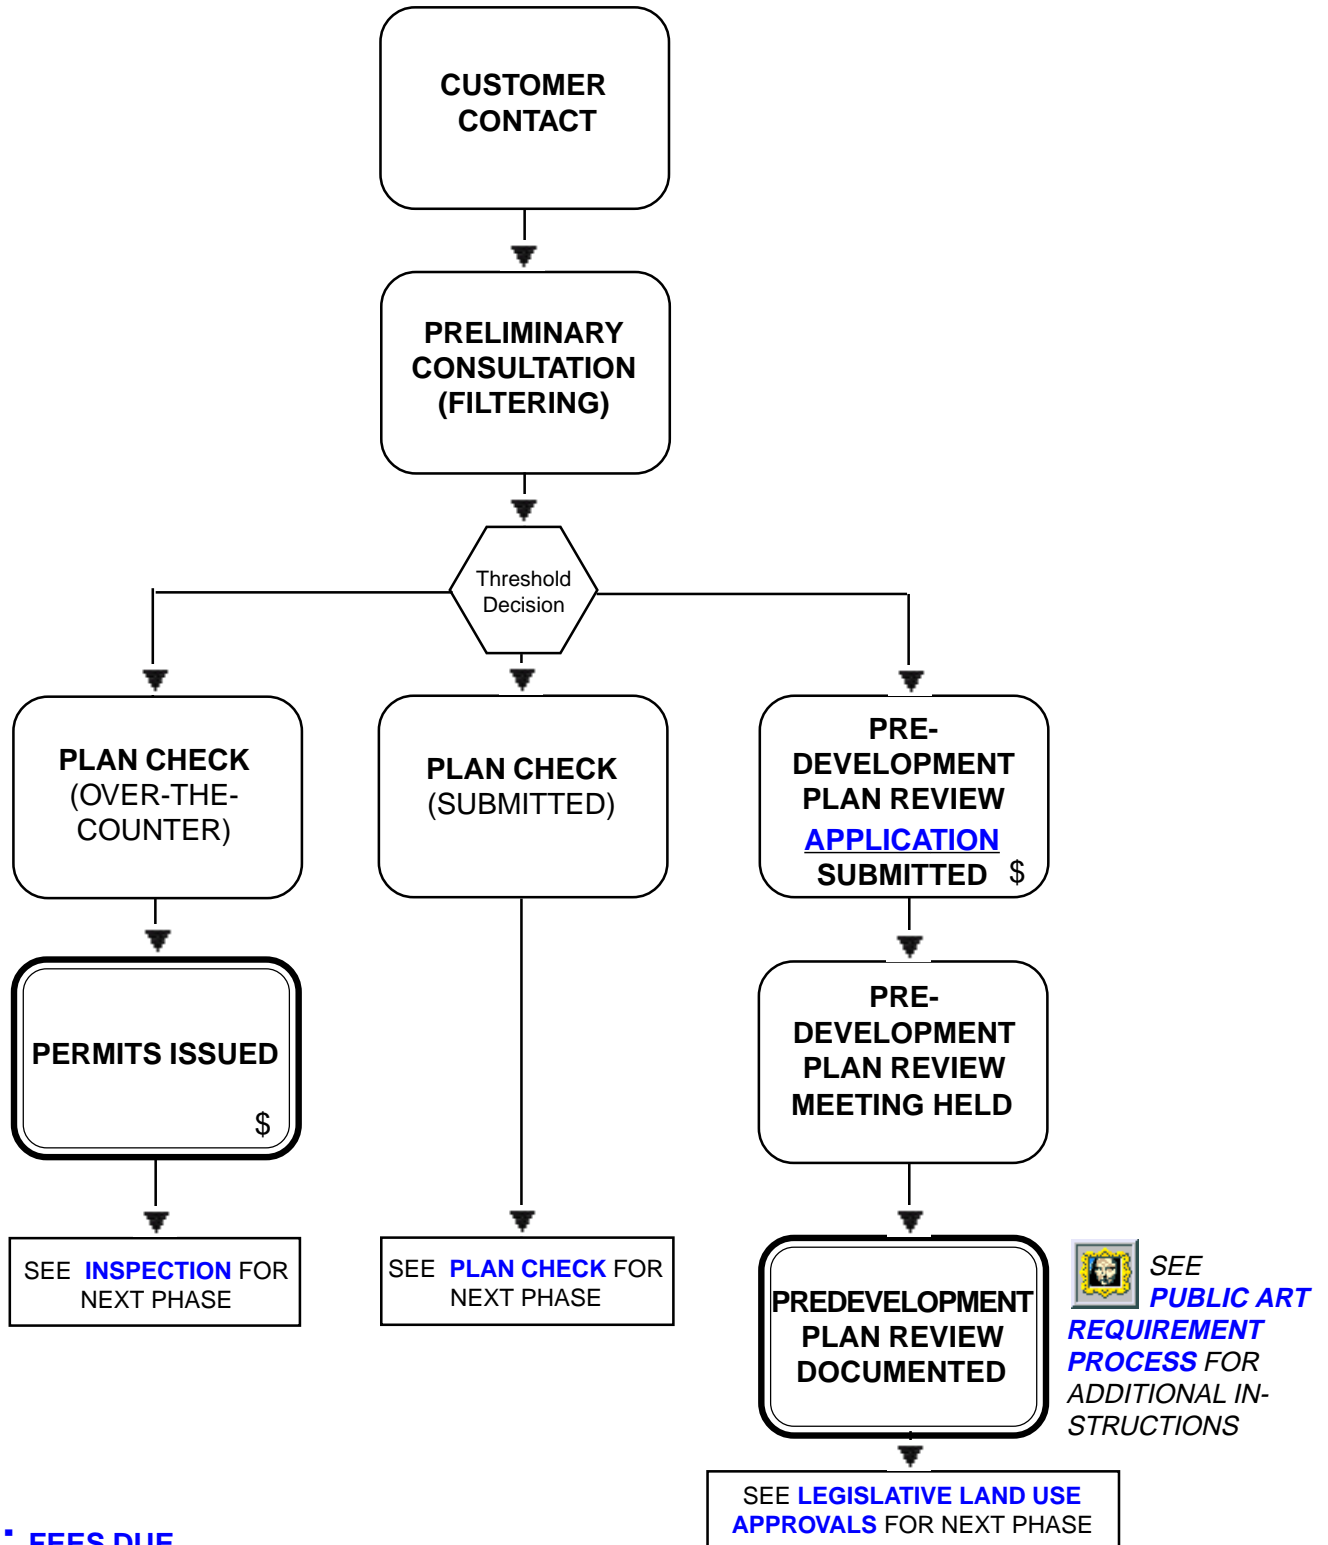 CUSTOMER
CONTACT
PRELIMINARY
CONSULTATION
(FILTERING)
Threshold
Decision
PLAN CHECK
(OVER-THE-
COUNTER)
PLAN CHECK
(SUBMITTED)
PRE-
DEVELOPMENT
PLAN REVIEW
APPLICATION
SUBMITTED $
PERMITS ISSUED
$
PRE-
DEVELOPMENT
PLAN REVIEW
MEETING HELD
SEE INSPECTION FOR
NEXT PHASE
SEE PLAN CHECK FOR
NEXT PHASE
PREDEVELOPMENT
PLAN REVIEW
DOCUMENTED
SEE
PUBLIC ART
REQUIREMENT
PROCESS FOR
ADDITIONAL IN-
STRUCTIONS
SEE LEGISLATIVE LAND USE
APPROVALS FOR NEXT PHASE
FEES DUE